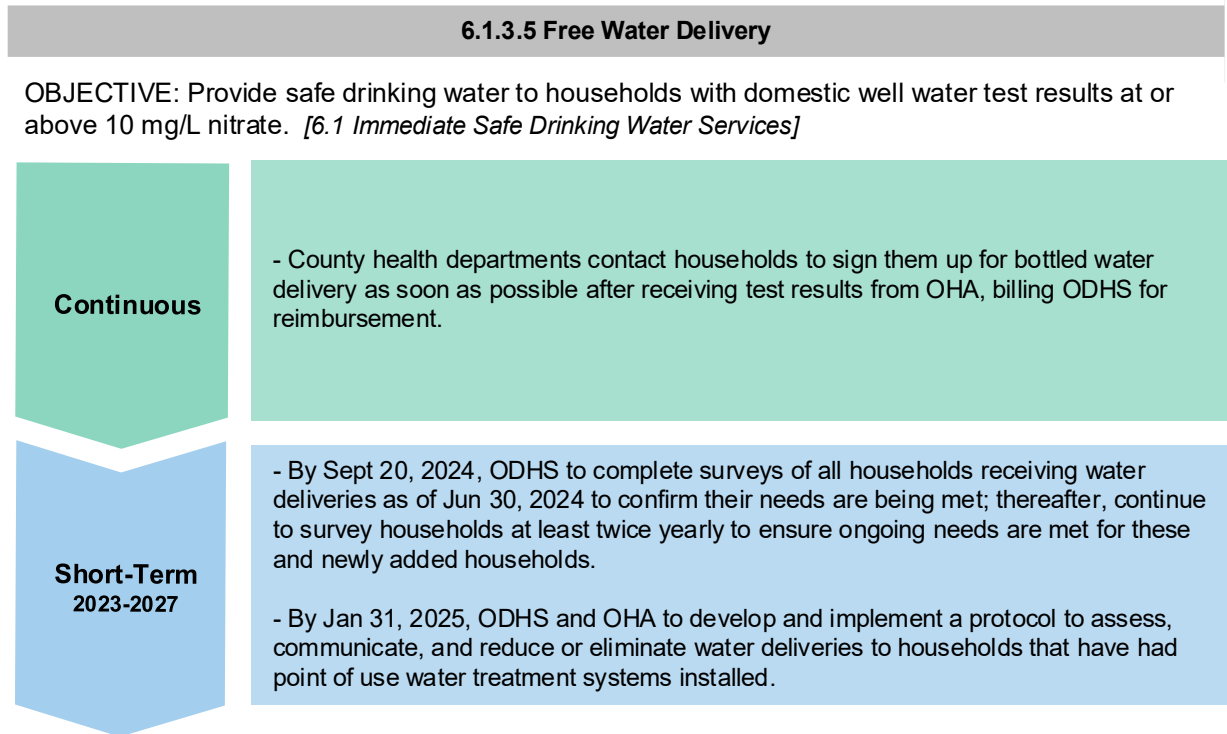 6.1.3.5 Free Water Delivery
OBJECTIVE: Provide safe drinking water to households with domestic well water test results at or
above 10 mg/L nitrate. [6.1 Immediate Safe Drinking Water Services]
Continuous
- County health departments contact households to sign them up for bottled water
delivery as soon as possible after receiving test results from OHA, billing ODHS for
reimbursement.
Short-Term
2023-2027
- By Sept 20, 2024, ODHS to complete surveys of all households receiving water
deliveries as of Jun 30, 2024 to confirm their needs are being met; thereafter, continue
to survey households at least twice yearly to ensure ongoing needs are met for these
and newly added households.
- By Jan 31, 2025, ODHS and OHA to develop and implement a protocol to assess,
communicate, and reduce or eliminate water deliveries to households that have had
point of use water treatment systems installed.